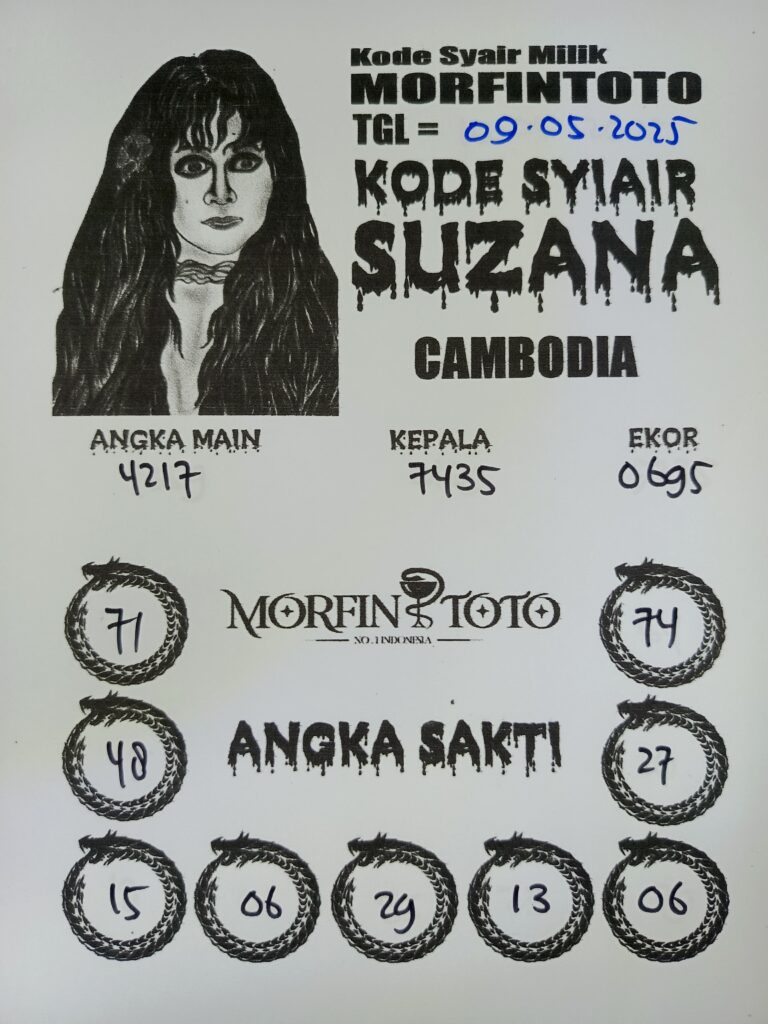 Kode Syair Milik
MORFINTOTO
TGL = 09.05.2025
KODE SYIAIR
SUZANA
CAMBODIA
ANGKA MAIN KEPALA EKOR
4217 7435 0695
71 MORFIN TOTO 74
NO.1 INDONESIA
48 ANGKA SAKTI 27
15 06 29 13 06